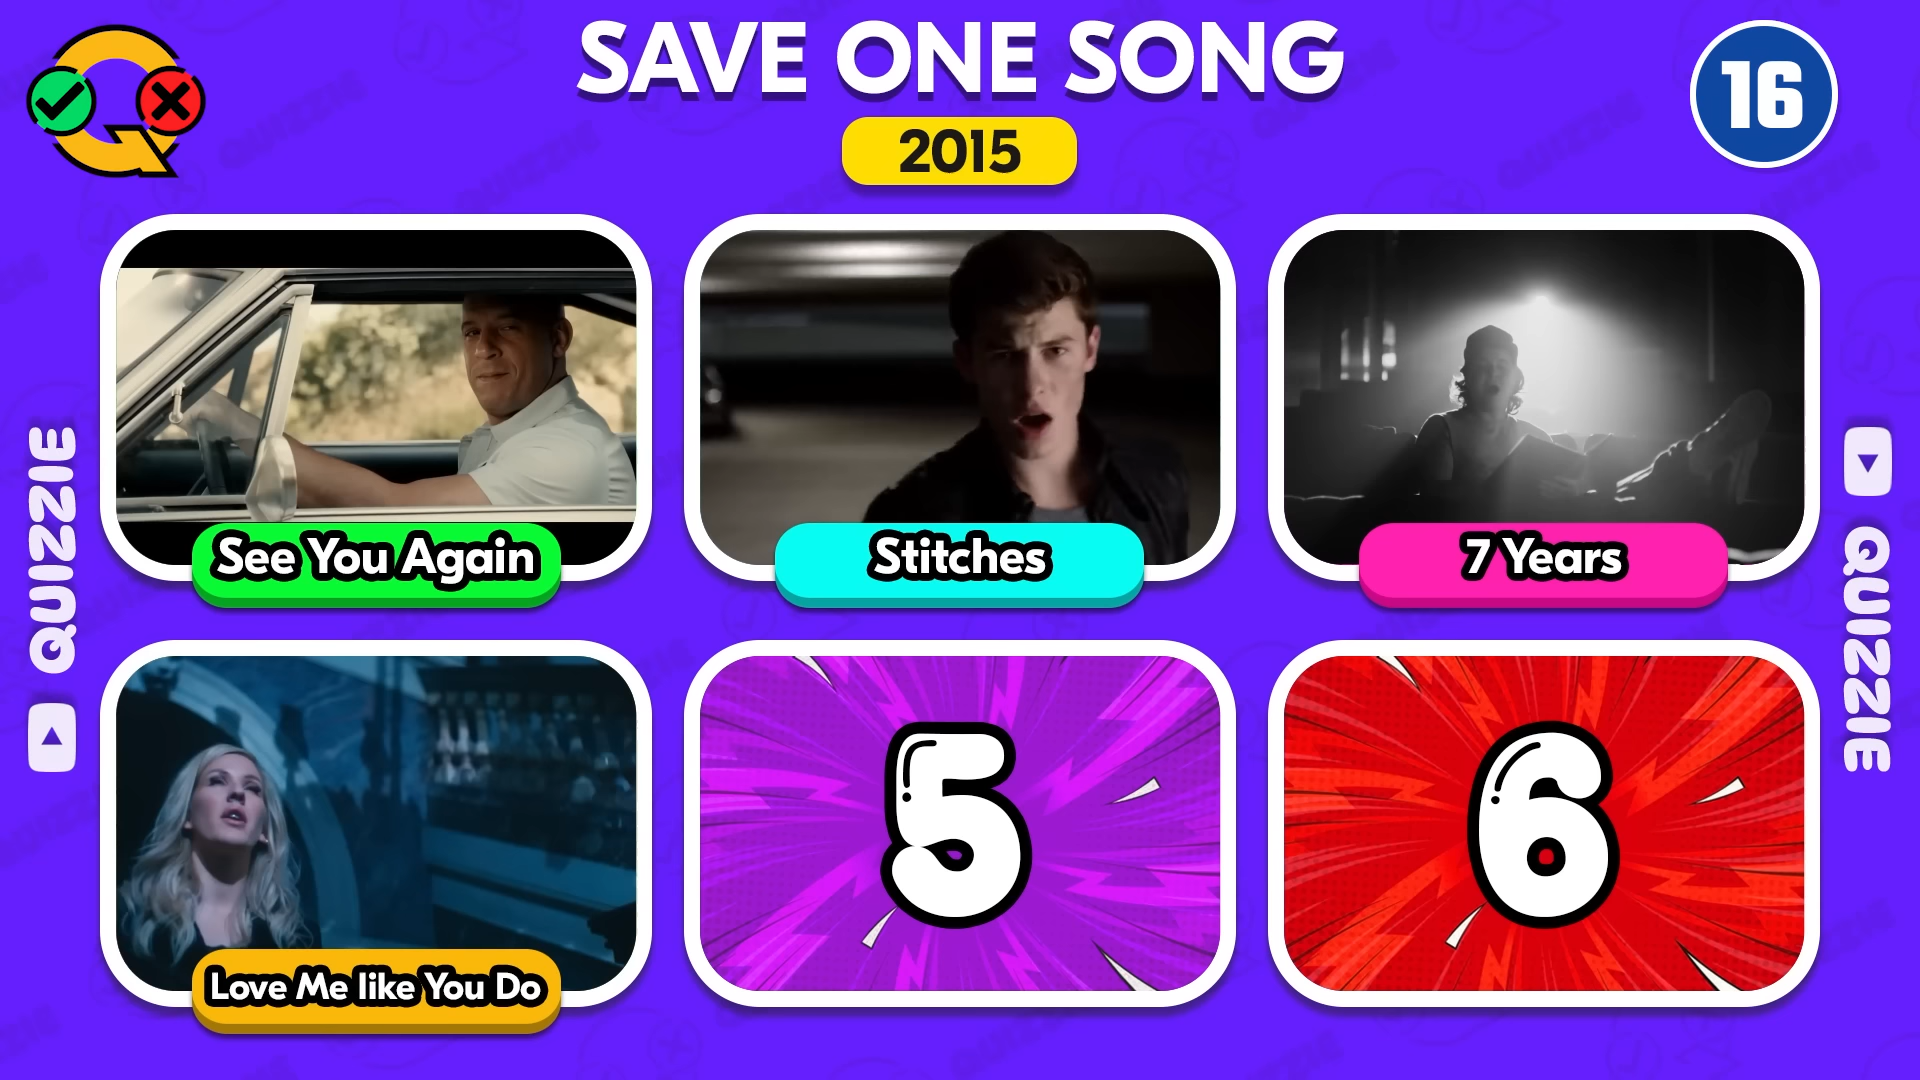 SAVE ONE SONG
2015
16
See You Again
Stitches
7 Years
Love Me like You Do
5
6
QUIZZIE
QUIZZIE